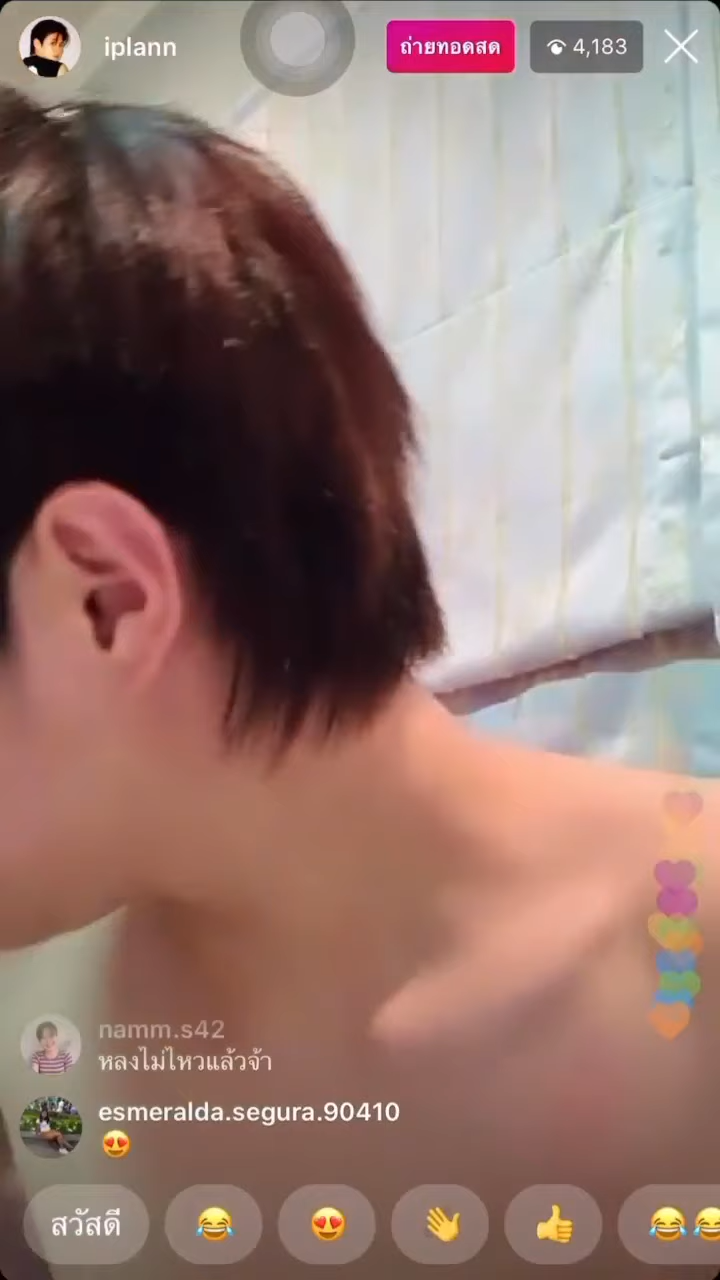 iplann
ถ่ายทอดสด
4,183
namm.s42
หลงไม่ไหวแล้วจ้า
esmeralda.segura.90410
😍
สวัสดี 😂 😍 👋 👍 😂😂